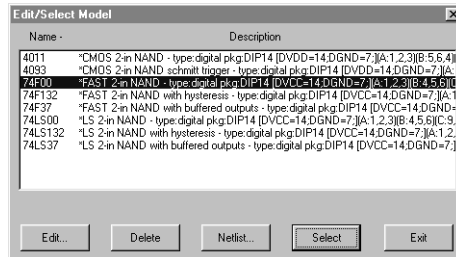 Edit/Select Model
Name - Description
4011 *CMOS 2-in NAND - type:digital pkg:DIP14 [DVDD=14;DGND=7;](A:1,2,3)(B:5,6,4)
4093 *CMOS 2-in NAND schmitt trigger - type:digital pkg:DIP14 [DVDD=14;DGND=7;](A:
74F00 *FAST 2-in NAND - type:digital pkg:DIP14 [DVCC=14;DGND=7;](A:1,2,3)(B:4,5,6)(
74F132 *FAST 2-in NAND with hysteresis - type:digital pkg:DIP14 [DVCC=14;DGND=7;](A:1
74F37 *FAST 2-in NAND with buffered outputs - type:digital pkg:DIP14 [DVCC=14;DGND=7
74LS00 *LS 2-in NAND - type:digital pkg:DIP14 [DVCC=14;DGND=7;](A:1,2,3)(B:4,5,6)(C:9,
74LS132 *LS 2-in NAND with hysteresis - type:digital pkg:DIP14 [DVCC=14;DGND=7;](A:1,2,
74LS37 *LS 2-in NAND with buffered outputs - type:digital pkg:DIP14 [DVCC=14;DGND=7;](
Edit... Delete Netlist... Select Exit